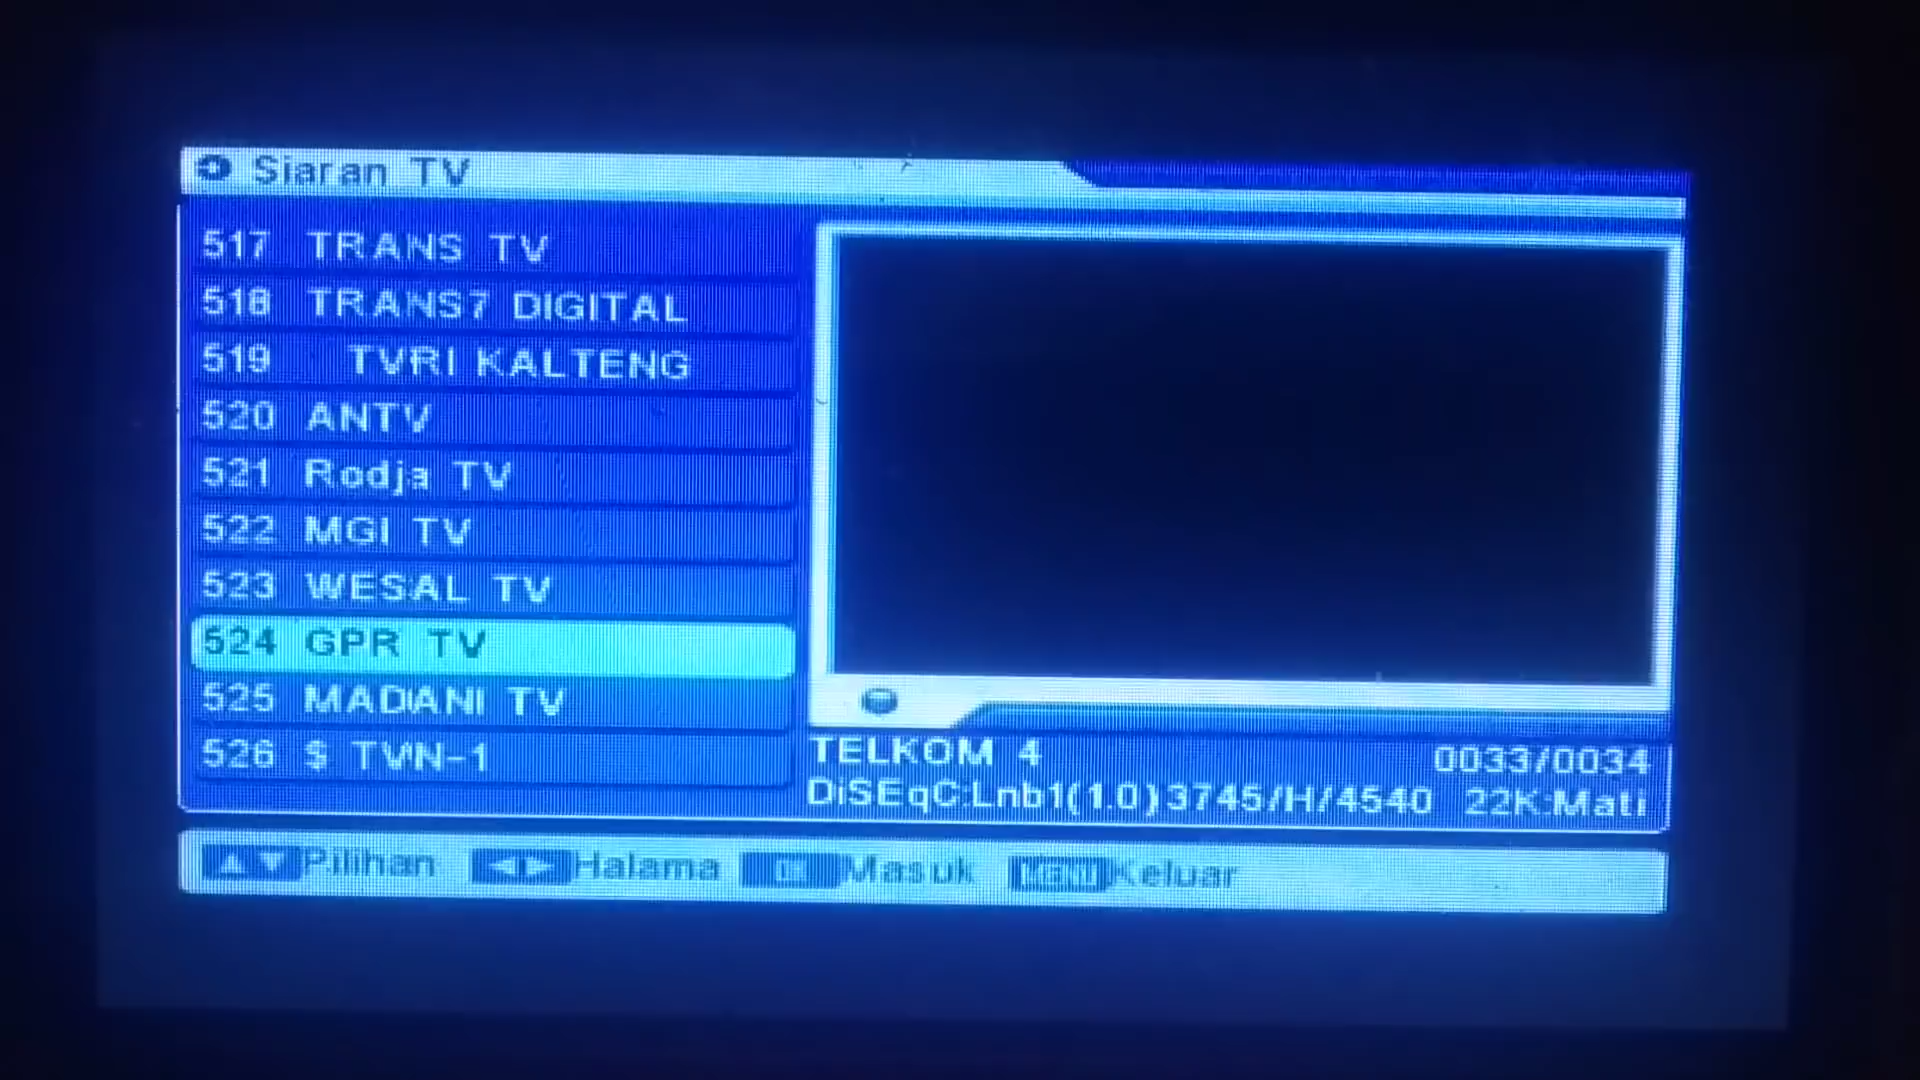 Siaran TV
517 TRANS TV
518 TRANS7 DIGITAL
519 TVRI KALTENG
520 ANTV
521 Rodja TV
522 MGI TV
523 WESAL TV
524 GPR TV
525 MADANI TV
526 $ TVN-1
TELKOM 4 0033/0034
DiSEqC:Lnb1(1.0)3745/H/4540 22K:Mati
▲▼ Pilihan ◀▶ Halama OK Masuk MENU Keluar